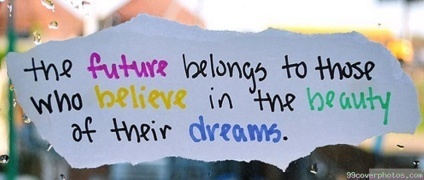 the future belongs to those
who believe in the beauty
of their dreams.
99coverphotos.com